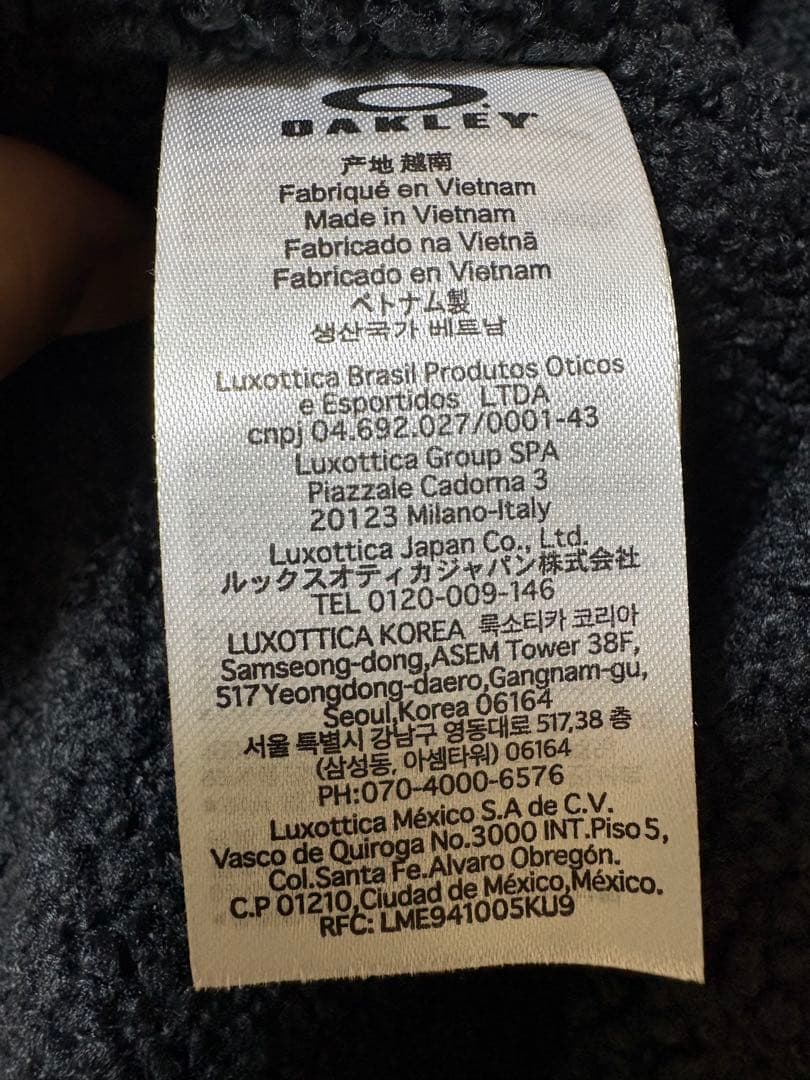 OAKLEY
产地 越南
Fabriqué en Vietnam
Made in Vietnam
Fabricado na Vietnã
Fabricado en Vietnam
ベトナム製
생산국가 베트남
Luxottica Brasil Produtos Oticos
e Esportidos LTDA
cnpj 04.692.027/0001-43
Luxottica Group SPA
Piazzale Cadorna 3
20123 Milano-Italy
Luxottica Japan Co., Ltd.
ルックスオティカジャパン株式会社
TEL 0120-009-146
LUXOTTICA KOREA 룩소티카 코리아
Samseong-dong,ASEM Tower 38F,
517Yeongdong-daero,Gangnam-gu,
Seoul,Korea 06164
서울 특별시 강남구 영동대로 517,38 층
(삼성동, 아셈타워) 06164
PH:070-4000-6576
Luxottica México S.A de C.V.
Vasco de Quiroga No.3000 INT.Piso 5,
Col.Santa Fe.Alvaro Obregón.
C.P 01210,Ciudad de México,México.
RFC: LME941005KU9